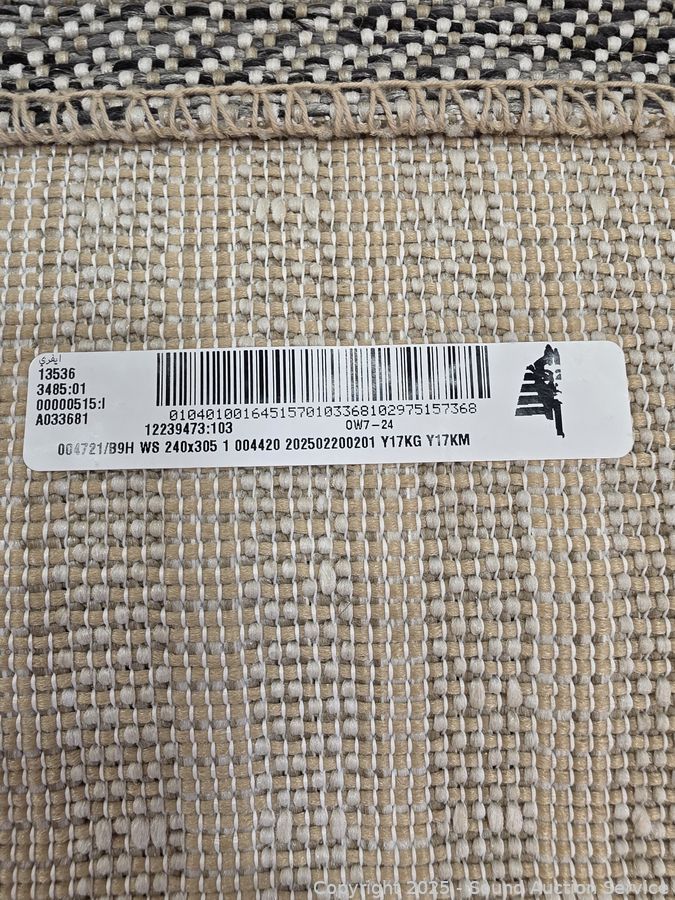 ايفري
13536
3485:01
00000515:I
A033681
0104010016451570103368102975157368
12239473:103
OW7-24
004721/B9H WS 240x305 1 004420 202502200201 Y17KG Y17KM
Copyright 2025 - Sound Auction Service